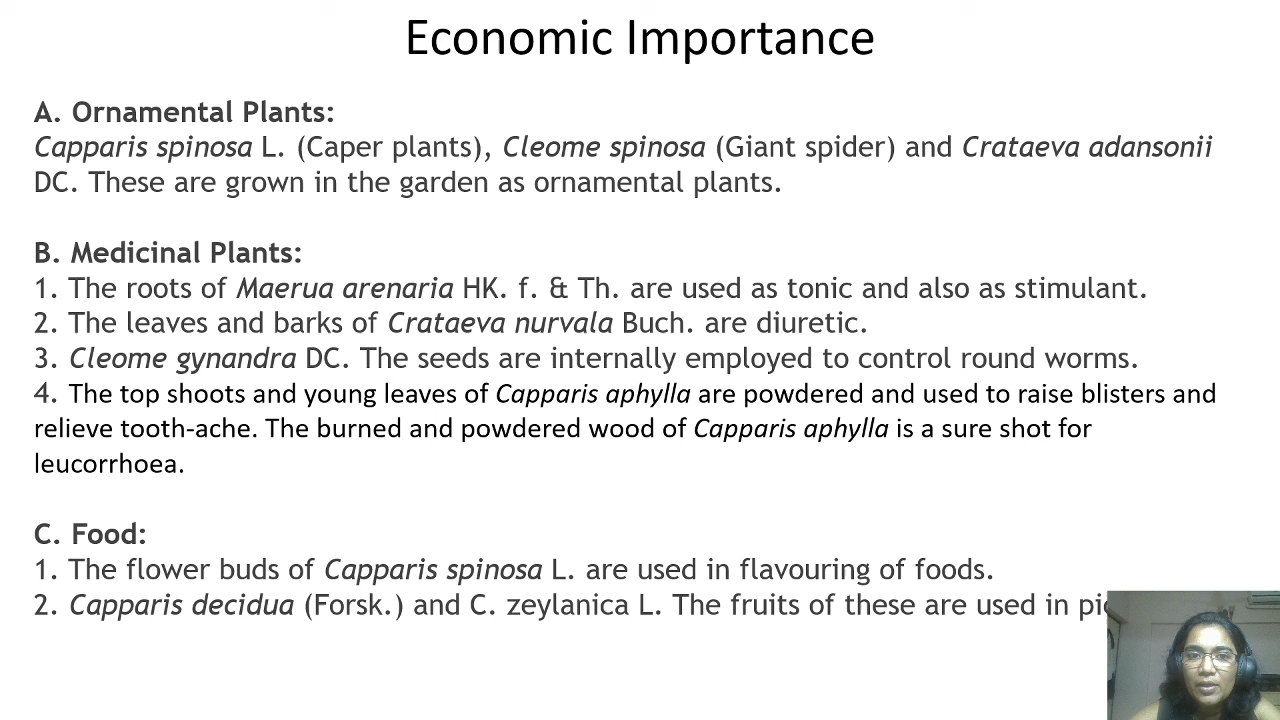 Economic Importance
A. Ornamental Plants:
Capparis spinosa L. (Caper plants), Cleome spinosa (Giant spider) and Crataeva adansonii
DC. These are grown in the garden as ornamental plants.
B. Medicinal Plants:
1. The roots of Maerua arenaria HK. f. & Th. are used as tonic and also as stimulant.
2. The leaves and barks of Crataeva nurvala Buch. are diuretic.
3. Cleome gynandra DC. The seeds are internally employed to control round worms.
4. The top shoots and young leaves of Capparis aphylla are powdered and used to raise blisters and
relieve tooth-ache. The burned and powdered wood of Capparis aphylla is a sure shot for
leucorrhoea.
C. Food:
1. The flower buds of Capparis spinosa L. are used in flavouring of foods.
2. Capparis decidua (Forsk.) and C. zeylanica L. The fruits of these are used in